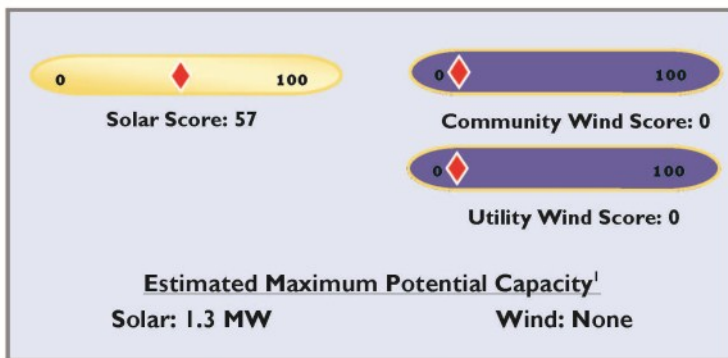 0 100
Solar Score: 57
0 100
Community Wind Score: 0
0 100
Utility Wind Score: 0
Estimated Maximum Potential Capacity¹
Solar: 1.3 MW
Wind: None